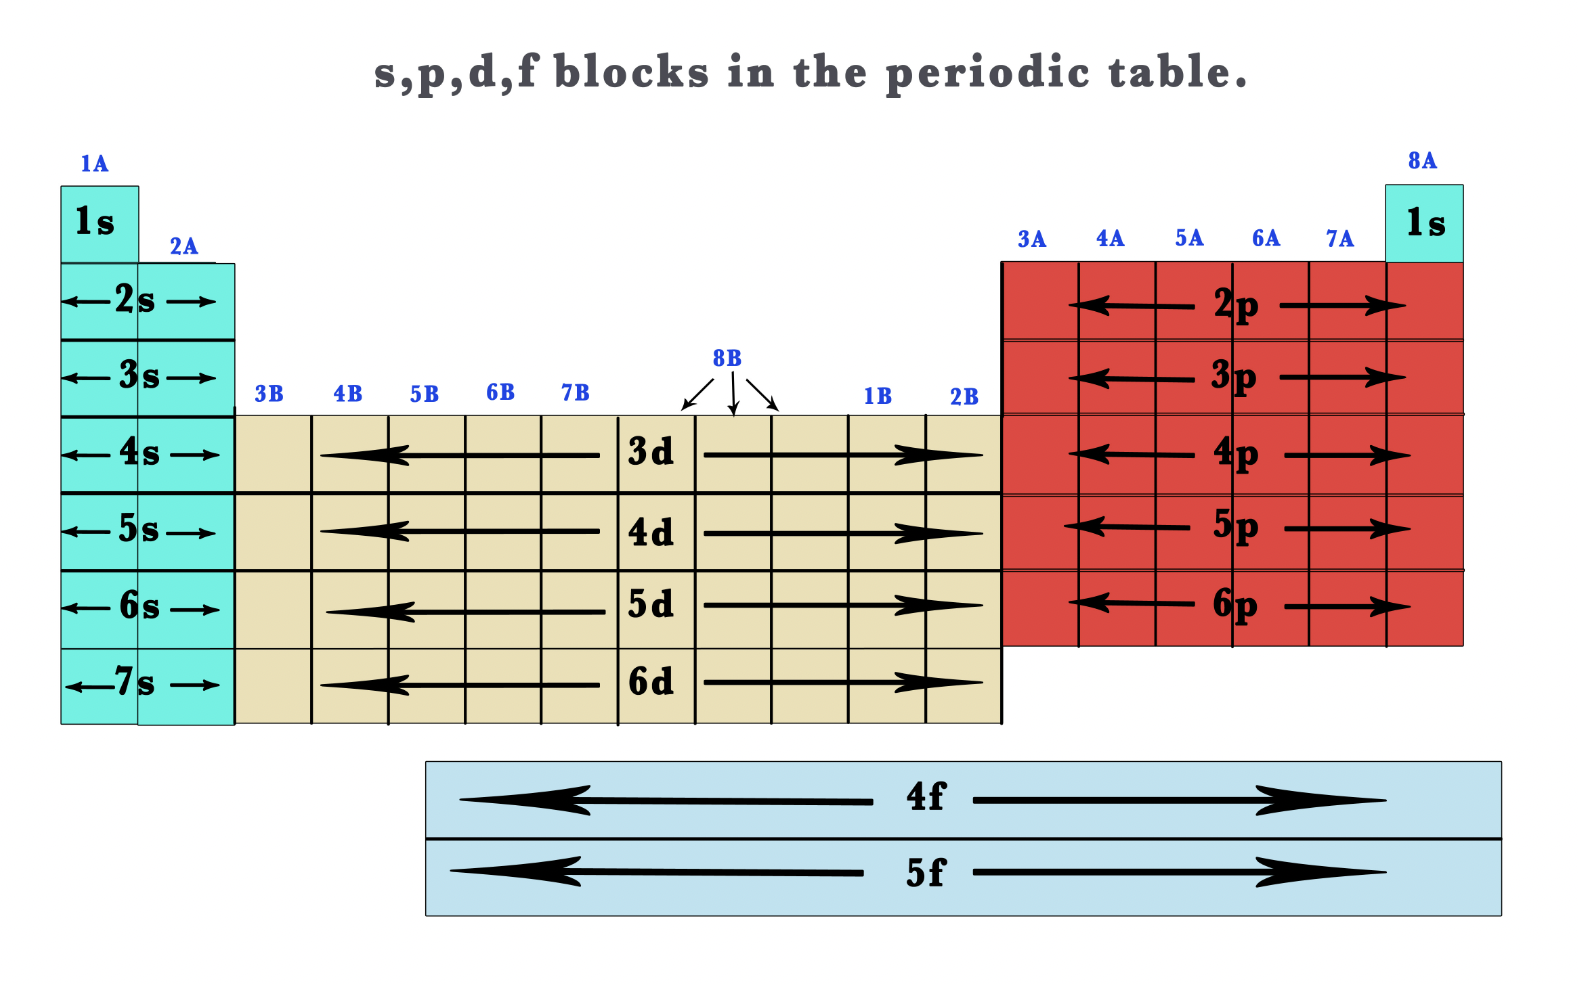 s,p,d,f blocks in the periodic table.
1A
8A
1s
1s
2A
3A 4A 5A 6A 7A
2s
2p
8B
3s
3p
3B 4B 5B 6B 7B
1B 2B
4s
3d
4p
5s
4d
5p
6s
5d
6p
7s
6d
4f
5f